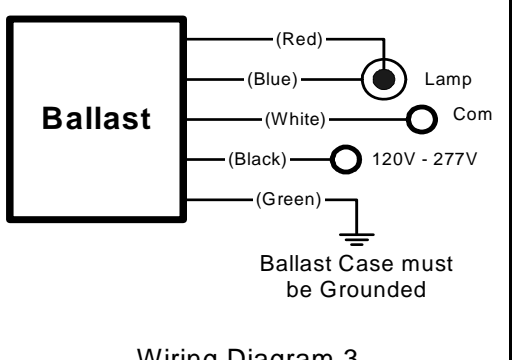 (Red)
(Blue)
Lamp
Ballast
(White)
Com
(Black)
120V - 277V
(Green)
Ballast Case must
be Grounded
Wiring Diagram 3